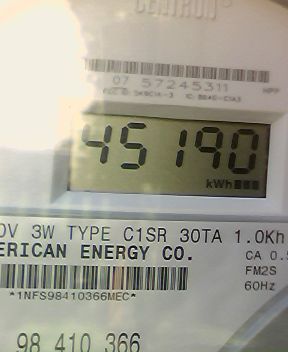 CENTRON®
07 57245311
45190
kWh
0V 3W TYPE C1SR 30TA 1.0Kh
ERICAN ENERGY CO.
CA 0.5
FM2S
60Hz
*1NFS98410366MEC*
98 410 366